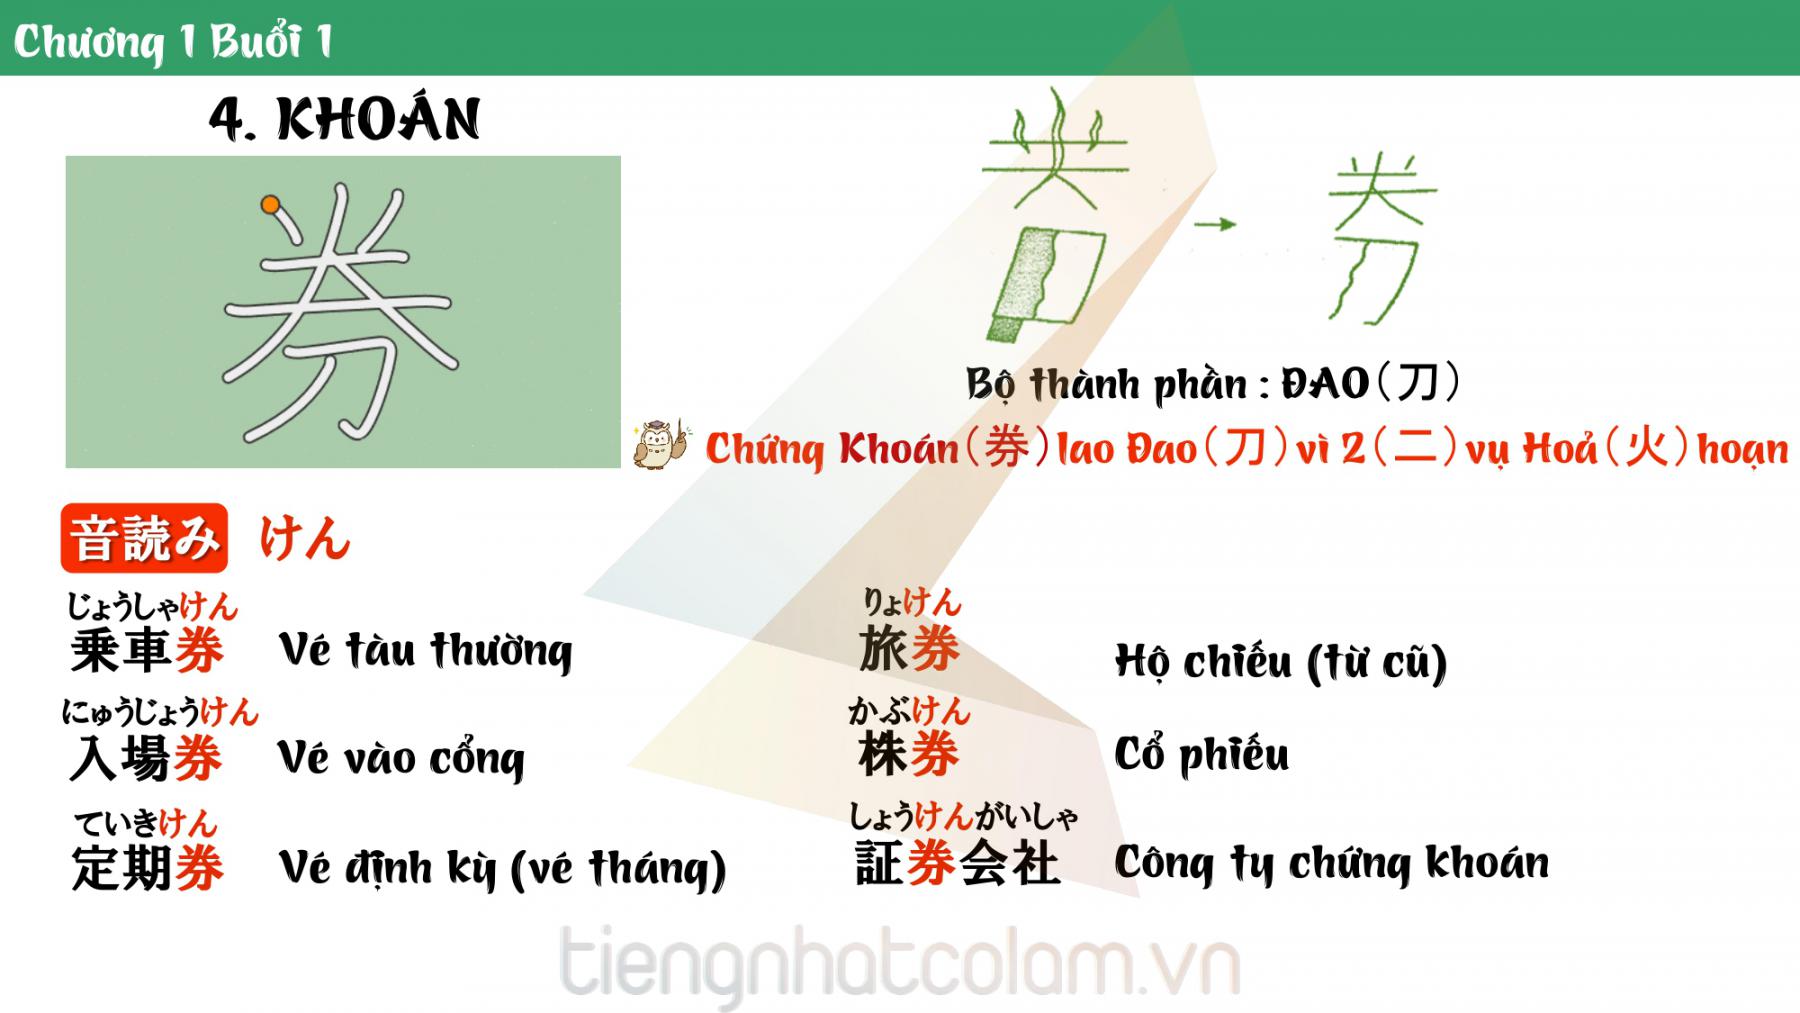 Chương 1 Buổi 1
4. KHOÁN
券
Bộ thành phần : ĐAO（刀）
Chứng Khoán（券）lao Đao（刀）vì 2（二）vụ Hoả（火）hoạn
音読み けん
じょうしゃけん
乗車券 Vé tàu thường
にゅうじょうけん
入場券 Vé vào cổng
ていきけん
定期券 Vé định kỳ (vé tháng)
りょけん
旅券 Hộ chiếu (từ cũ)
かぶけん
株券 Cổ phiếu
しょうけんがいしゃ
証券会社 Công ty chứng khoán
tiengnhatcolam.vn